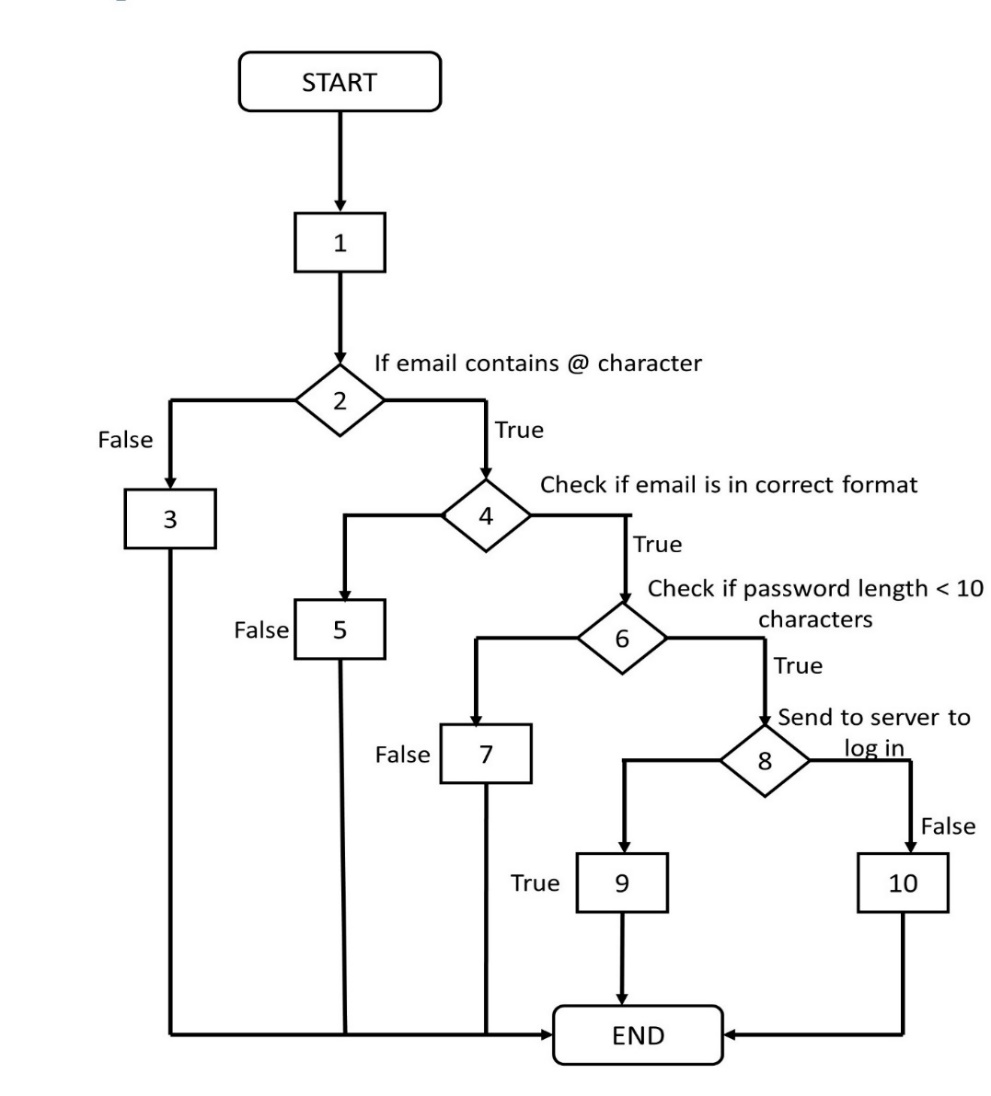 START
1
If email contains @ character
2
False
True
Check if email is in correct format
3
4
True
Check if password length < 10
characters
False
5
6
True
Send to server to
log in
False
7
8
False
True
9
10
END